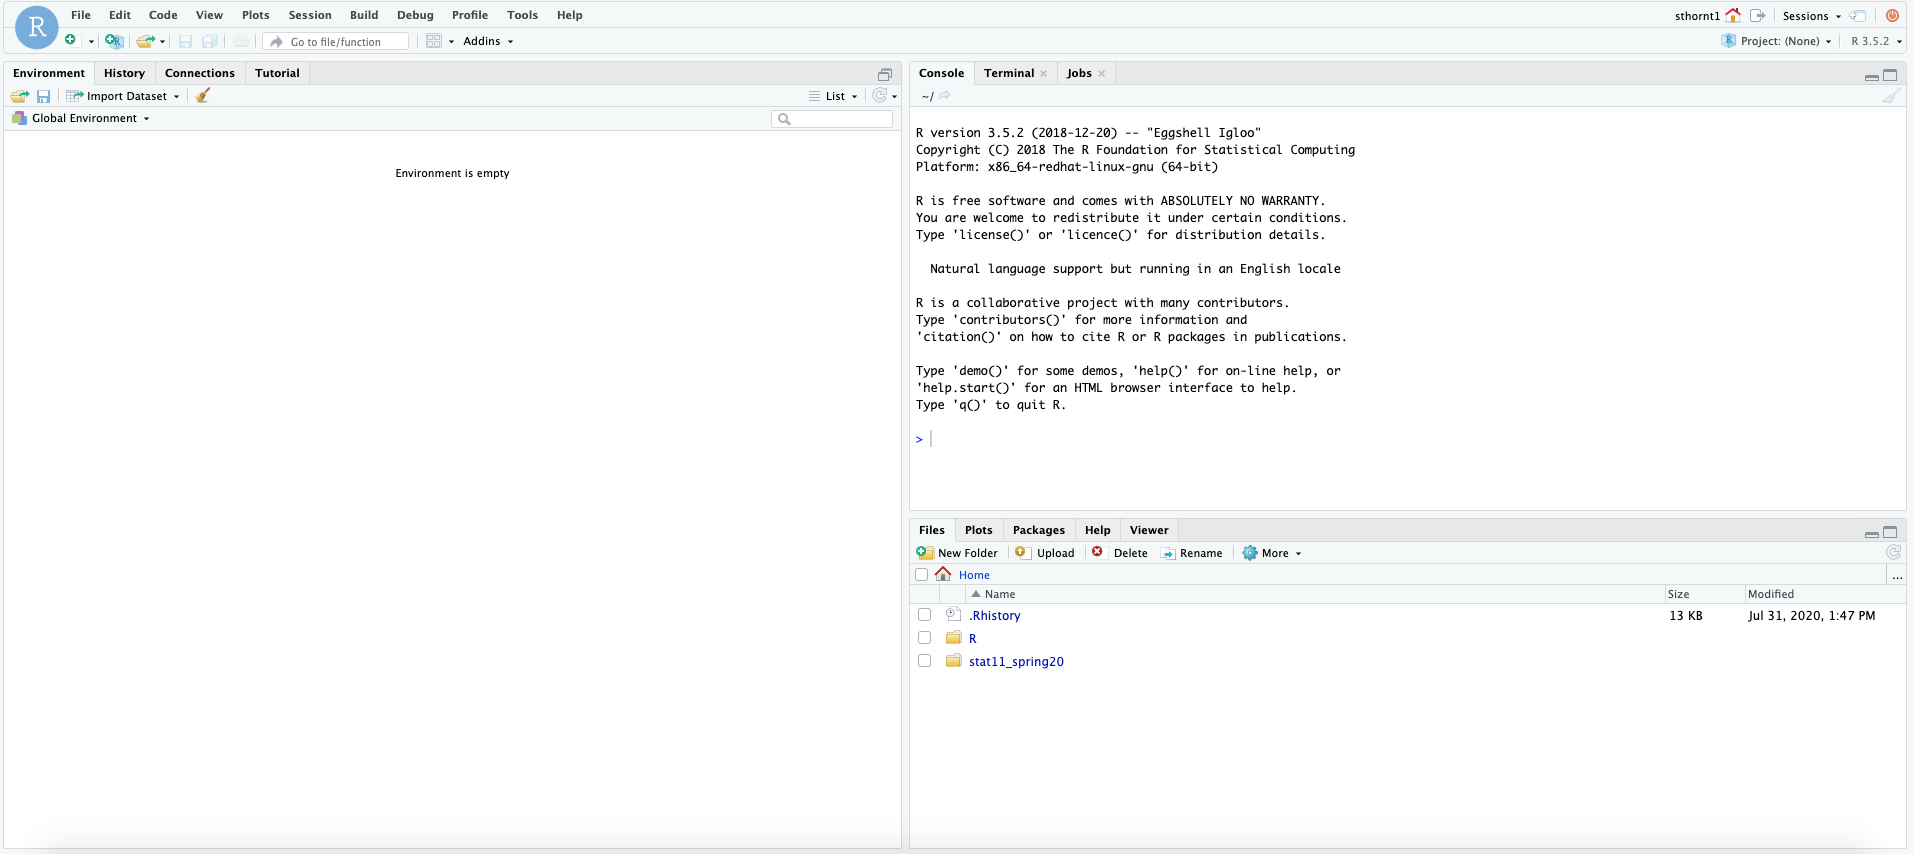 R
File Edit Code View Plots Session Build Debug Profile Tools Help
sthornt1 Sessions
Go to file/function Addins
R Project: (None) R 3.5.2
Environment History Connections Tutorial
Import Dataset List
Global Environment
Environment is empty
Console Terminal Jobs
~/
R version 3.5.2 (2018-12-20) -- "Eggshell Igloo"
Copyright (C) 2018 The R Foundation for Statistical Computing
Platform: x86_64-redhat-linux-gnu (64-bit)
R is free software and comes with ABSOLUTELY NO WARRANTY.
You are welcome to redistribute it under certain conditions.
Type 'license()' or 'licence()' for distribution details.
Natural language support but running in an English locale
R is a collaborative project with many contributors.
Type 'contributors()' for more information and
'citation()' on how to cite R or R packages in publications.
Type 'demo()' for some demos, 'help()' for on-line help, or
'help.start()' for an HTML browser interface to help.
Type 'q()' to quit R.
>
Files Plots Packages Help Viewer
New Folder Upload Delete Rename More
Home ...
Name Size Modified
.Rhistory 13 KB Jul 31, 2020, 1:47 PM
R
stat11_spring20